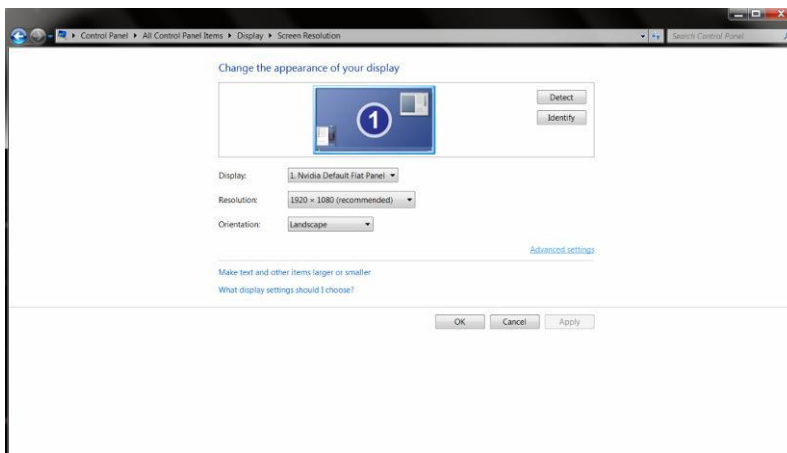 Control Panel ▸ All Control Panel Items ▸ Display ▸ Screen Resolution
Search Control Panel
Change the appearance of your display
1
Detect
Identify
Display: 1. Nvidia Default Flat Panel
Resolution: 1920 × 1080 (recommended)
Orientation: Landscape
Advanced settings
Make text and other items larger or smaller
What display settings should I choose?
OK Cancel Apply